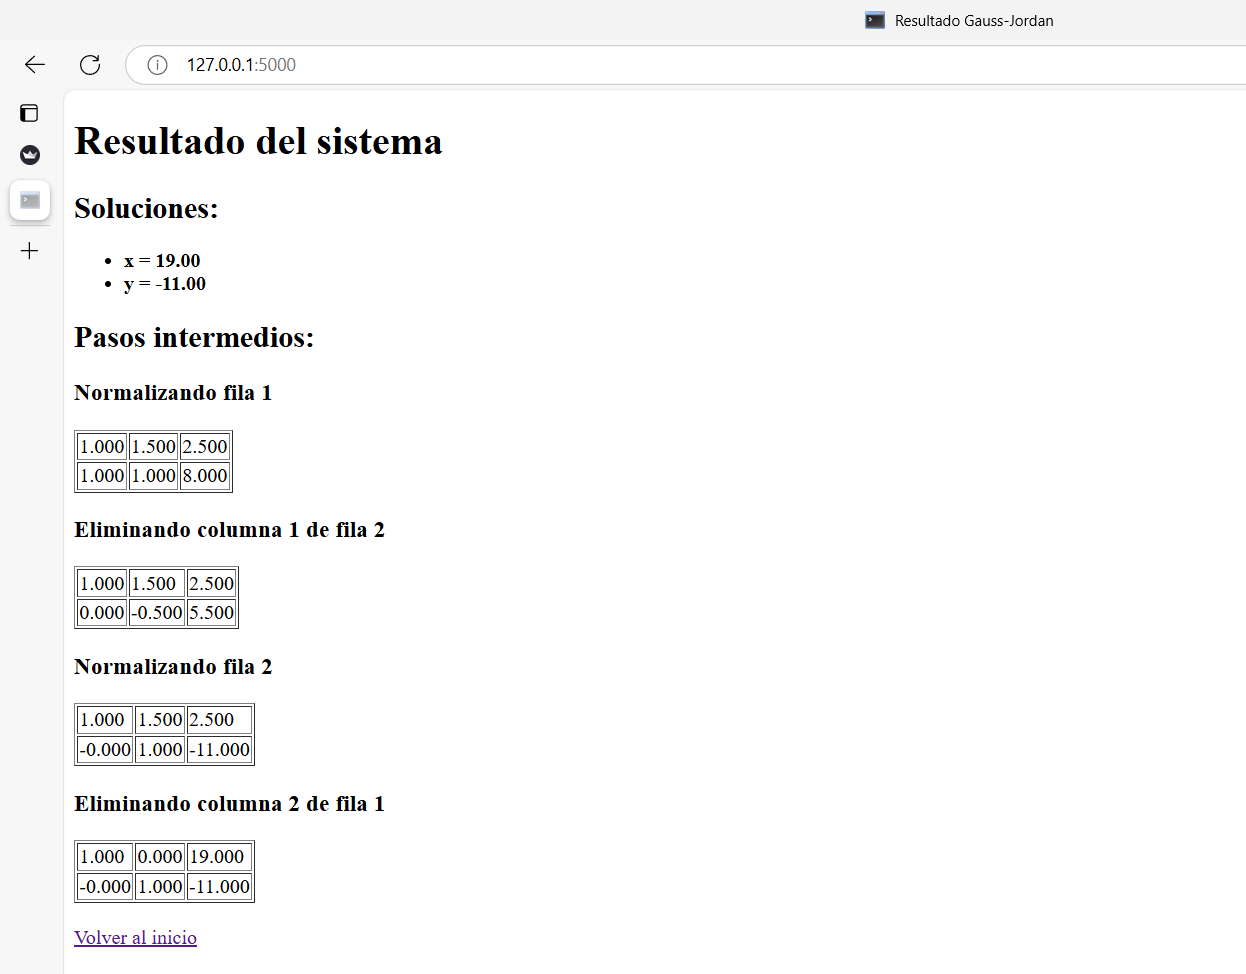 Resultado Gauss-Jordan
127.0.0.1:5000
Resultado del sistema
Soluciones:
• x = 19.00
• y = -11.00
Pasos intermedios:
Normalizando fila 1
1.000 1.500 2.500
1.000 1.000 8.000
Eliminando columna 1 de fila 2
1.000 1.500 2.500
0.000 -0.500 5.500
Normalizando fila 2
1.000 1.500 2.500
-0.000 1.000 -11.000
Eliminando columna 2 de fila 1
1.000 0.000 19.000
-0.000 1.000 -11.000
Volver al inicio